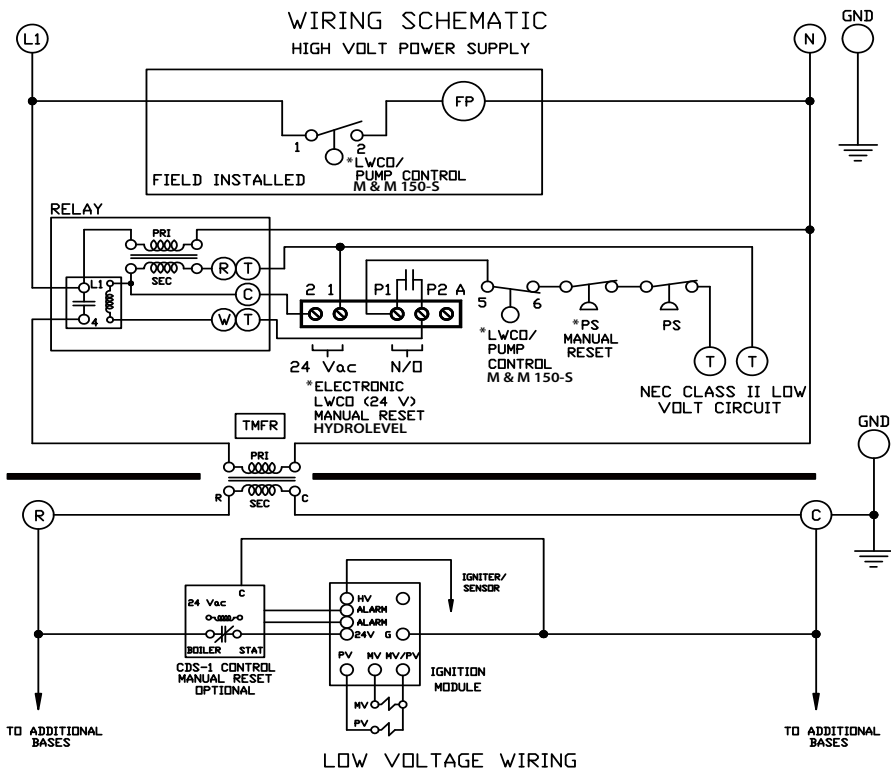 WIRING SCHEMATIC
HIGH VOLT POWER SUPPLY
GND
L1
N
FP
1
2
*LWCO/
PUMP CONTROL
M & M 150-S
FIELD INSTALLED
RELAY
PRI
SEC
R T
L1
C
4
W T
2 1 P1 P2 A
5 6
24 Vac N/O
*ELECTRONIC
LWCO (24 V)
MANUAL RESET
HYDROLEVEL
*LWCO/
PUMP
CONTROL
M & M 150-S
*PS
MANUAL
RESET
PS
T T
NEC CLASS II LOW
VOLT CIRCUIT
TMFR
GND
PRI
R SEC C
R
C
C
24 Vac
BOILER STAT
CDS-1 CONTROL
MANUAL RESET
OPTIONAL
HV
ALARM
ALARM
24V G
PV MV MV/PV
IGNITER/
SENSOR
IGNITION
MODULE
MV
PV
TO ADDITIONAL
BASES
TO ADDITIONAL
BASES
LOW VOLTAGE WIRING